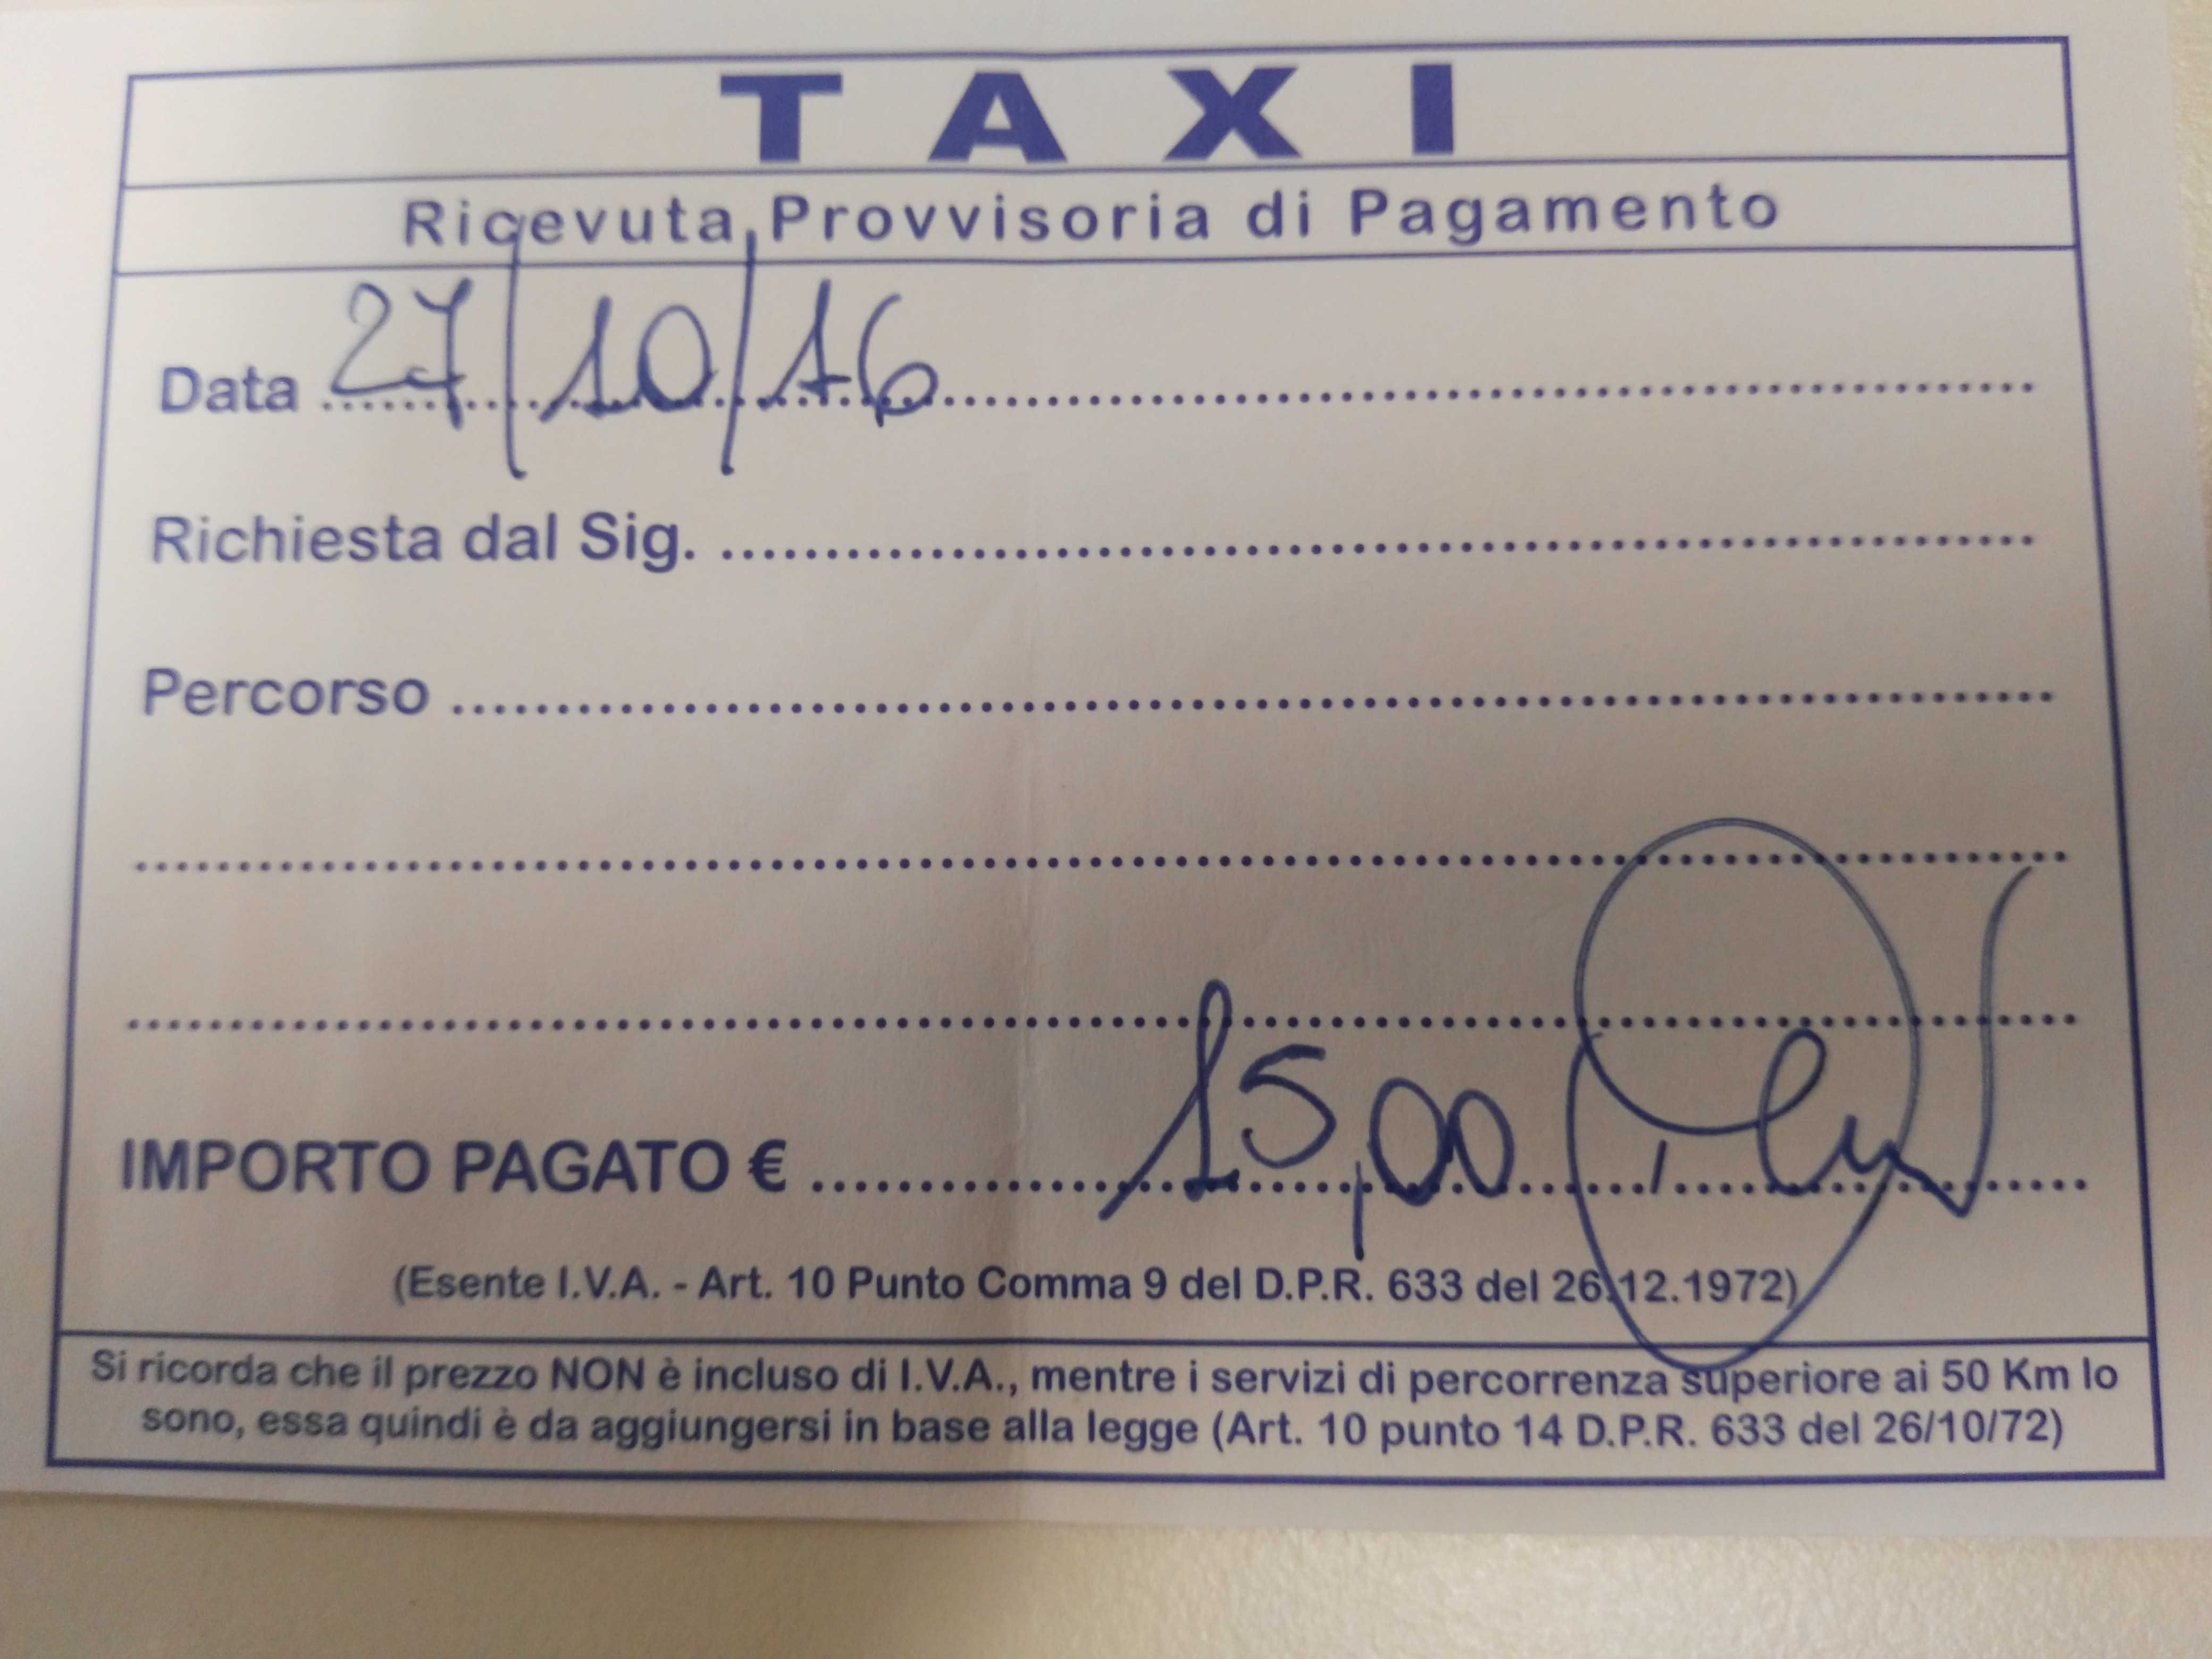 TAXI
Ricevuta Provvisoria di Pagamento
Data 27/10/16
Richiesta dal Sig.
Percorso
IMPORTO PAGATO € 15,00
(Esente I.V.A. - Art. 10 Punto Comma 9 del D.P.R. 633 del 26.12.1972)
Si ricorda che il prezzo NON è incluso di I.V.A., mentre i servizi di percorrenza superiore ai 50 Km lo
sono, essa quindi è da aggiungersi in base alla legge (Art. 10 punto 14 D.P.R. 633 del 26/10/72)